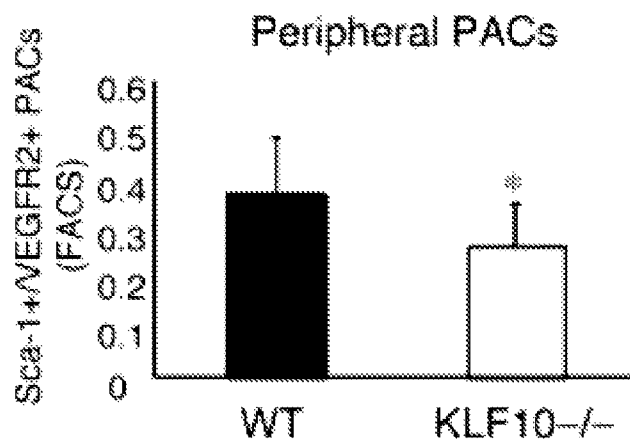 Peripheral PACs
Sca-1+/VEGFR2+ PACs
(FACS)
0.6
0.5
0.4
0.3
0.2
0.1
0
*
WT
KLF10−/−